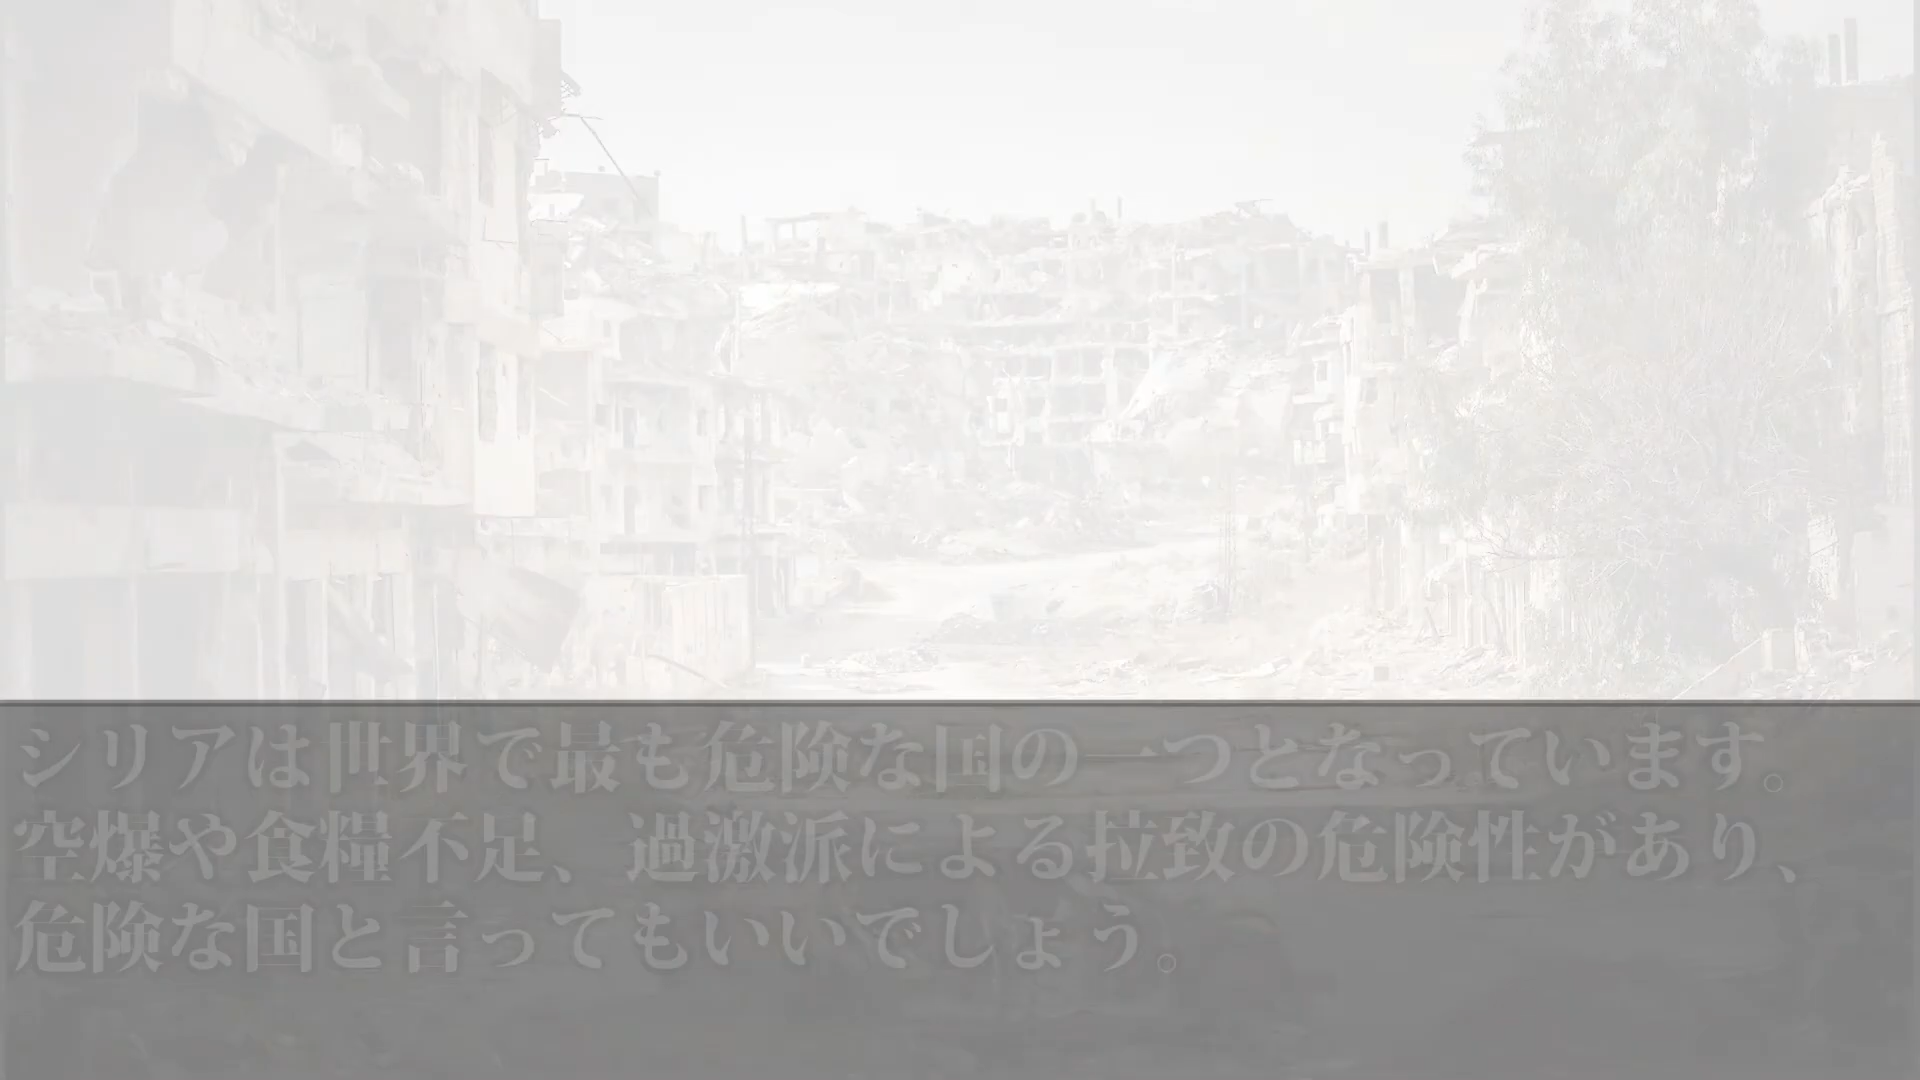 シリアは世界で最も危険な国の一つとなっています。
空爆や食糧不足、過激派による拉致の危険性があり、
危険な国と言ってもいいでしょう。